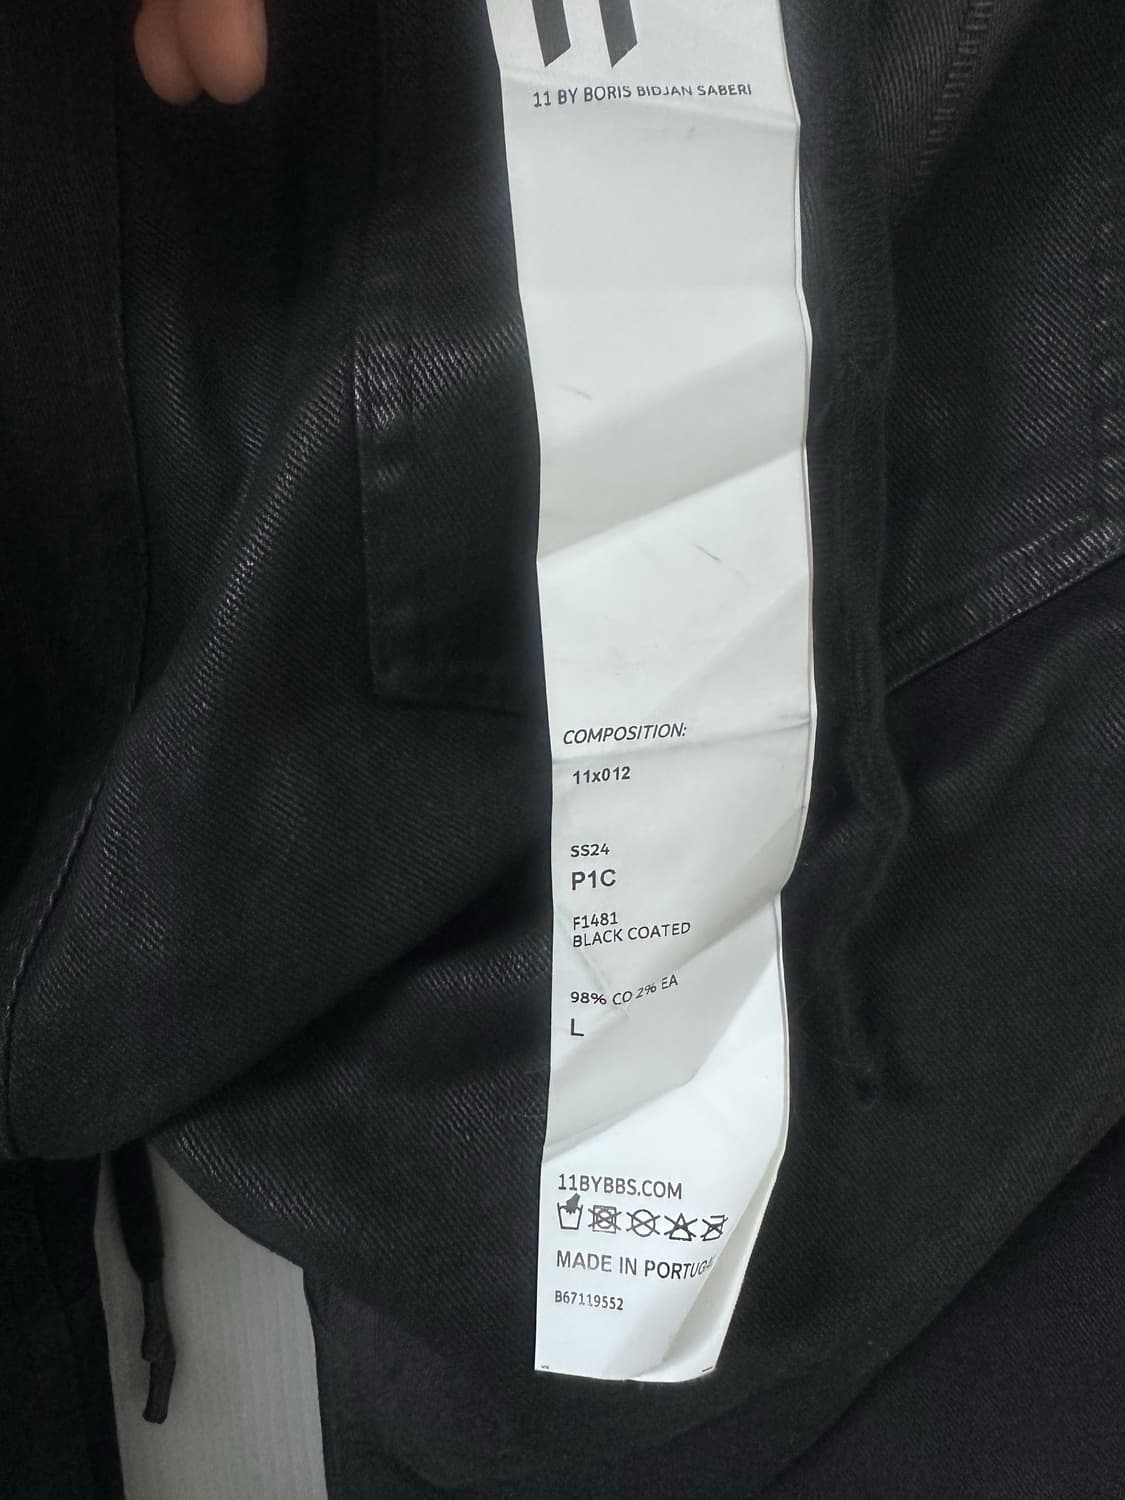 11 BY BORIS BIDJAN SABERI
COMPOSITION:
11x012
SS24
P1C
F1481
BLACK COATED
98% CO 2% EA
L
11BYBBS.COM
MADE IN PORTUGAL
B67119552